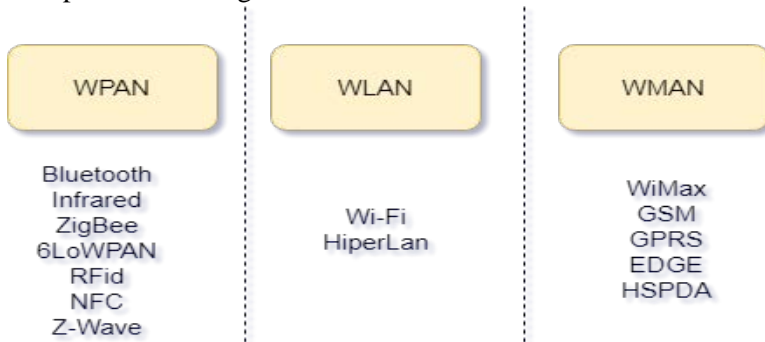 WPAN
Bluetooth
Infrared
ZigBee
6LoWPAN
RFid
NFC
Z-Wave
WLAN
Wi-Fi
HiperLan
WMAN
WiMax
GSM
GPRS
EDGE
HSPDA